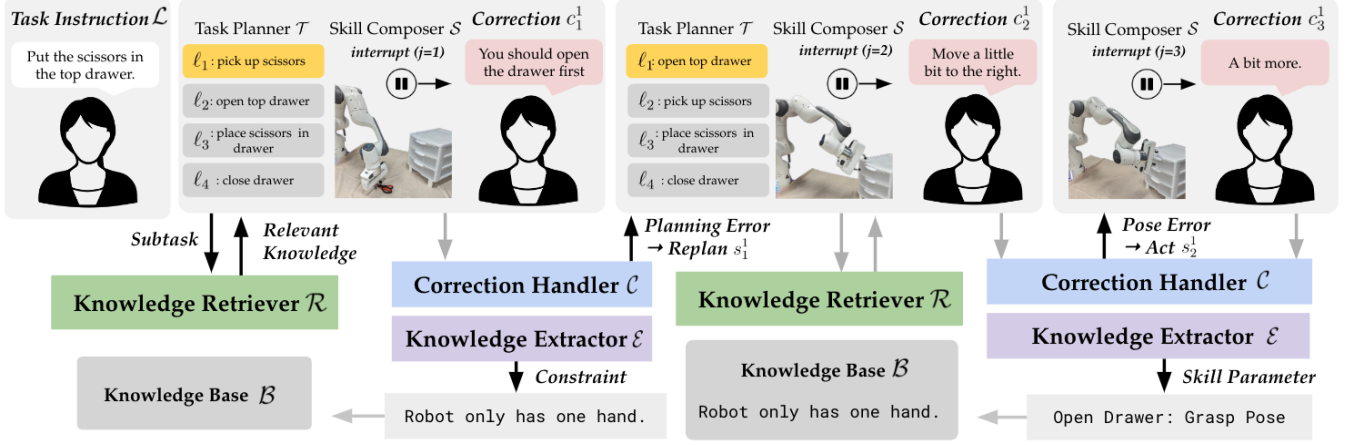 Task Instruction ℒ
Put the scissors in
the top drawer.
Task Planner 𝒯
ℓ₁ : pick up scissors
ℓ₂ : open top drawer
ℓ₃ : place scissors in
drawer
ℓ₄ : close drawer
Skill Composer 𝒮
interrupt (j=1)
Correction c₁¹
You should open
the drawer first
Task Planner 𝒯
ℓ₁ : open top drawer
ℓ₂ : pick up scissors
ℓ₃ : place scissors in
drawer
ℓ₄ : close drawer
Skill Composer 𝒮
interrupt (j=2)
Correction c₂¹
Move a little
bit to the right.
Skill Composer 𝒮
interrupt (j=3)
Correction c₃¹
A bit more.
Subtask
Relevant
Knowledge
Planning Error
→ Replan s₁¹
Pose Error
→ Act s₂¹
Knowledge Retriever ℛ
Correction Handler 𝒞
Knowledge Extractor ℰ
Knowledge Base ℬ
Constraint
Robot only has one hand.
Knowledge Retriever ℛ
Knowledge Base ℬ
Robot only has one hand.
Correction Handler 𝒞
Knowledge Extractor ℰ
Skill Parameter
Open Drawer: Grasp Pose